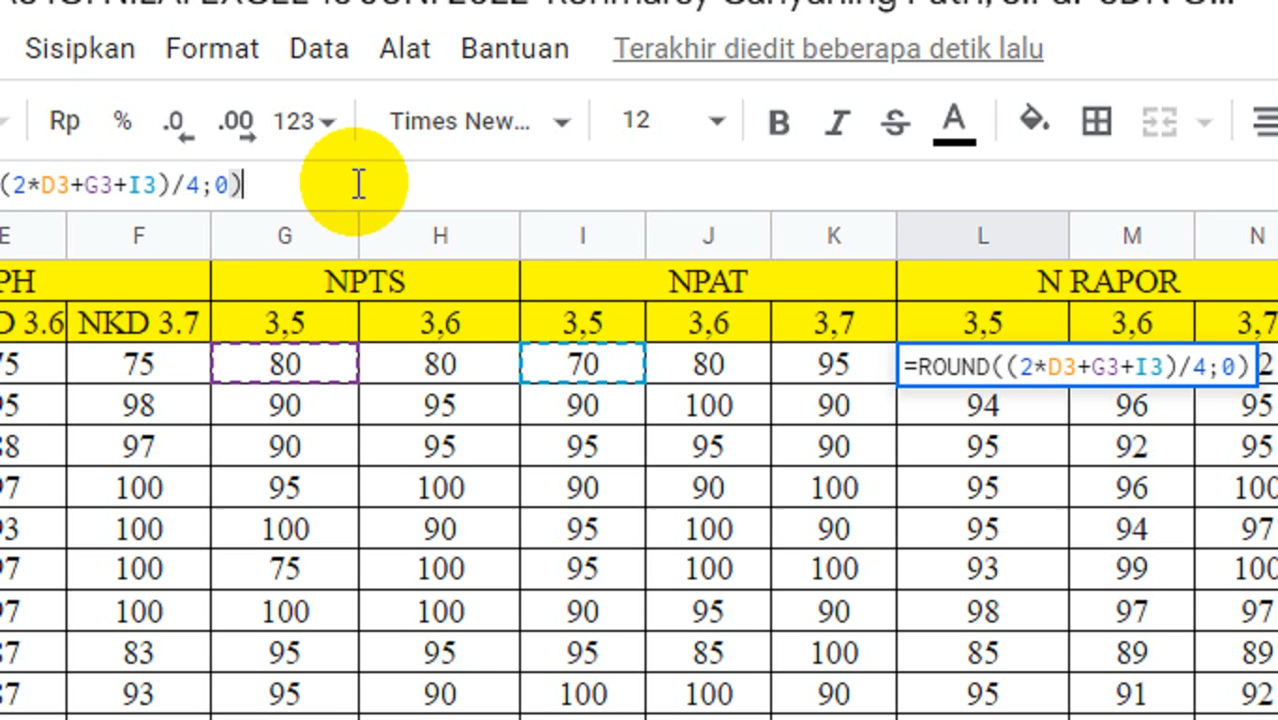 Sisipkan Format Data Alat Bantuan Terakhir diedit beberapa detik lalu
Rp % .0 .00 123 Times New... 12 B I S A
(2*D3+G3+I3)/4;0)
E F G H I J K L M N
PH NPTS NPAT N RAPOR
D 3.6 NKD 3.7 3,5 3,6 3,5 3,6 3,7 3,5 3,6 3,7
75 80 80 70 80 95 =ROUND((2*D3+G3+I3)/4;0) 2
98 90 95 90 100 90 94 96 95
97 90 95 95 95 90 95 92 95
100 95 100 90 90 100 95 96 100
100 100 90 95 100 90 95 94 97
100 75 100 95 100 100 93 99 100
100 100 100 90 95 90 98 97 97
83 95 95 95 85 100 85 89 89
93 95 90 100 100 90 95 91 92